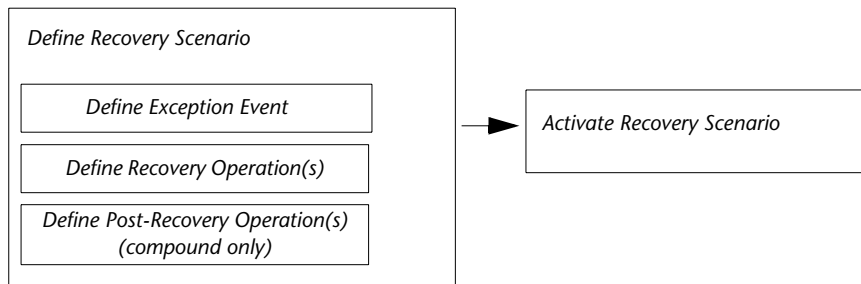 Define Recovery Scenario
Define Exception Event
Define Recovery Operation(s)
Define Post-Recovery Operation(s)
(compound only)
Activate Recovery Scenario